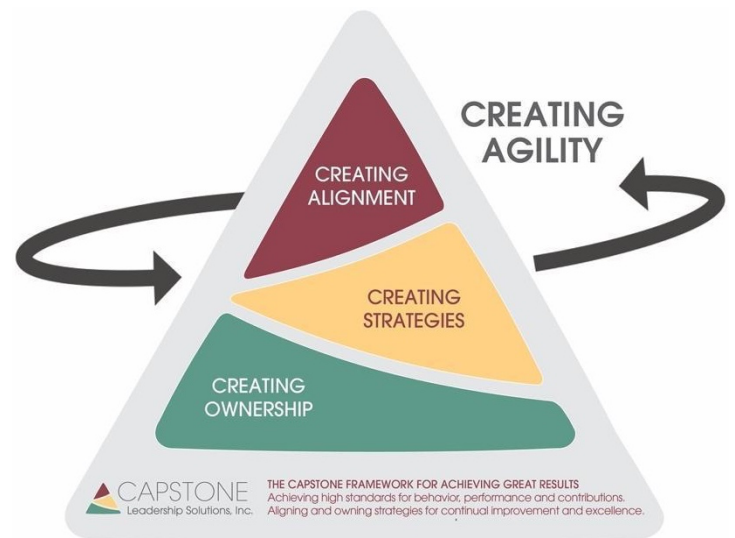 CREATING
AGILITY
CREATING
ALIGNMENT
CREATING
STRATEGIES
CREATING
OWNERSHIP
CAPSTONE
Leadership Solutions, Inc.
THE CAPSTONE FRAMEWORK FOR ACHIEVING GREAT RESULTS
Achieving high standards for behavior, performance and contributions.
Aligning and owning strategies for continual improvement and excellence.